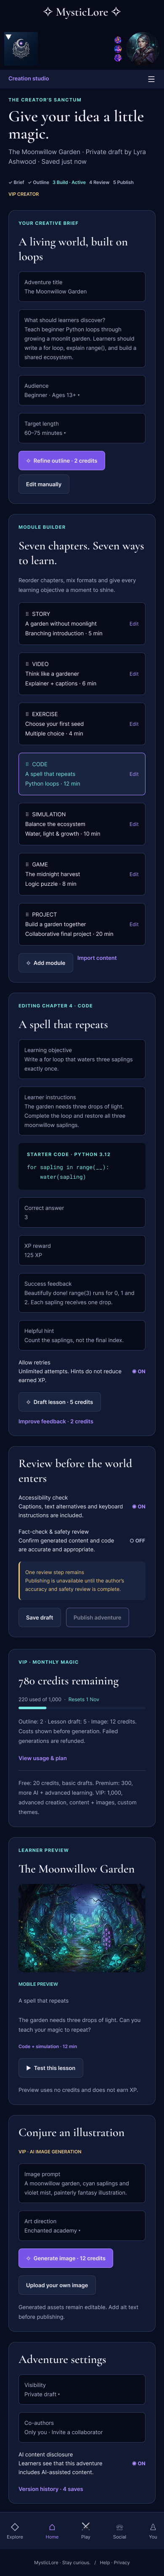 ✧ MysticLore ✧
Creation studio
THE CREATOR'S SANCTUM
Give your idea a little
magic.
The Moonwillow Garden · Private draft by Lyra
Ashwood · Saved just now
✓ Brief ✓ Outline 3 Build · Active 4 Review 5 Publish
VIP CREATOR
YOUR CREATIVE BRIEF
A living world, built on
loops
Adventure title
The Moonwillow Garden
What should learners discover?
Teach beginner Python loops through
growing a moonlit garden. Learners should
write a for loop, explain range(), and build a
shared ecosystem.
Audience
Beginner · Ages 13+
Target length
60–75 minutes
✧ Refine outline · 2 credits
Edit manually
MODULE BUILDER
Seven chapters. Seven ways
to learn.
Reorder chapters, mix formats and give every
learning objective a moment to shine.
⠿ STORY
A garden without moonlight
Edit
Branching introduction · 5 min
⠿ VIDEO
Think like a gardener
Edit
Explainer + captions · 6 min
⠿ EXERCISE
Choose your first seed
Edit
Multiple choice · 4 min
⠿ CODE
A spell that repeats
Edit
Python loops · 12 min
⠿ SIMULATION
Balance the ecosystem
Edit
Water, light & growth · 10 min
⠿ GAME
The midnight harvest
Edit
Logic puzzle · 8 min
⠿ PROJECT
Build a garden together
Edit
Collaborative final project · 20 min
✧ Add module
Import content
EDITING CHAPTER 4 · CODE
A spell that repeats
Learning objective
Write a for loop that waters three saplings
exactly once.
Learner instructions
The garden needs three drops of light.
Complete the loop and restore all three
moonwillow saplings.
STARTER CODE · PYTHON 3.12
for sapling in range(__):
    water(sapling)
Correct answer
3
XP reward
125 XP
Success feedback
Beautifully done! range(3) runs for 0, 1 and
2. Each sapling receives one drop.
Helpful hint
Count the saplings, not the final index.
Allow retries
Unlimited attempts. Hints do not reduce
earned XP.
◉ ON
✧ Draft lesson · 5 credits
Improve feedback · 2 credits
Review before the world
enters
Accessibility check
Captions, text alternatives and keyboard
instructions are included.
◉ ON
Fact-check & safety review
Confirm generated content and code
are accurate and appropriate.
○ OFF
One review step remains
Publishing is unavailable until the author's
accuracy and safety review is complete.
Save draft
Publish adventure
VIP · MONTHLY MAGIC
780 credits remaining
220 used of 1,000 · Resets 1 Nov
Outline: 2 · Lesson draft: 5 · Image: 12 credits.
Costs shown before generation. Failed
generations are refunded.
View usage & plan
Free: 20 credits, basic drafts. Premium: 300,
more AI + advanced learning. VIP: 1,000,
advanced creation, content + images, custom
themes.
LEARNER PREVIEW
The Moonwillow Garden
MOBILE PREVIEW
A spell that repeats
The garden needs three drops of light. Can you
teach your magic to repeat?
Code + simulation · 12 min
▶ Test this lesson
Preview uses no credits and does not earn XP.
Conjure an illustration
VIP · AI IMAGE GENERATION
Image prompt
A moonwillow garden, cyan saplings and
violet mist, painterly fantasy illustration.
Art direction
Enchanted academy
✧ Generate image · 12 credits
Upload your own image
Generated assets remain editable. Add alt text
before publishing.
Adventure settings
Visibility
Private draft
Co-authors
Only you · Invite a collaborator
AI content disclosure
Learners see that this adventure
includes AI-assisted content.
◉ ON
Version history · 4 saves
Explore
Home
Play
Social
You
MysticLore · Stay curious. / Help · Privacy